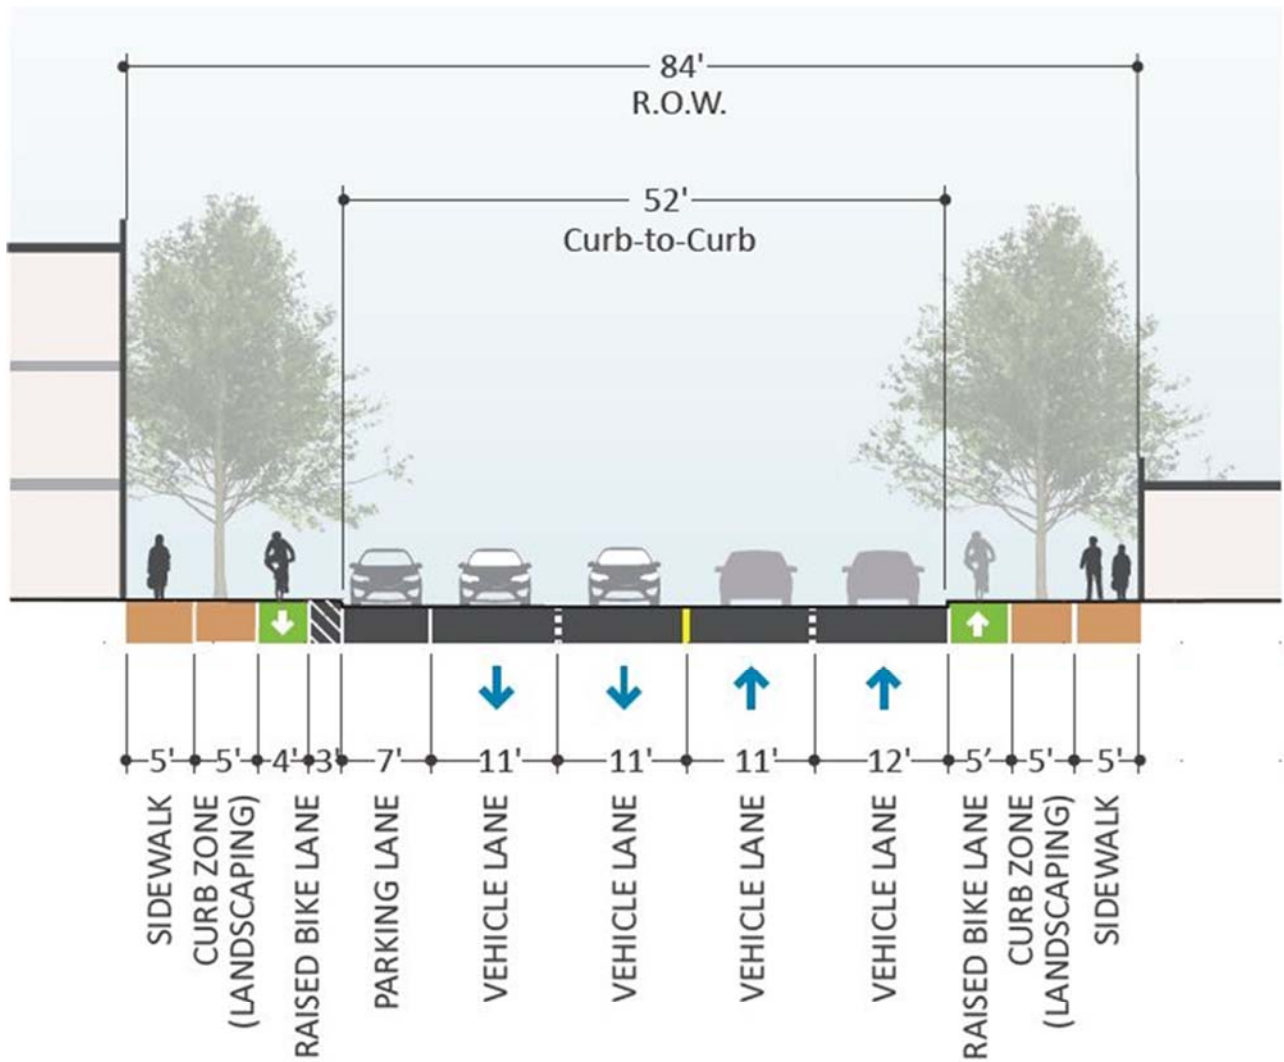 84'
R.O.W.
52'
Curb-to-Curb
5' 5' 4' 3' 7' 11' 11' 11' 12' 5' 5' 5'
SIDEWALK
CURB ZONE
(LANDSCAPING)
RAISED BIKE LANE
PARKING LANE
VEHICLE LANE
VEHICLE LANE
VEHICLE LANE
VEHICLE LANE
RAISED BIKE LANE
CURB ZONE
(LANDSCAPING)
SIDEWALK